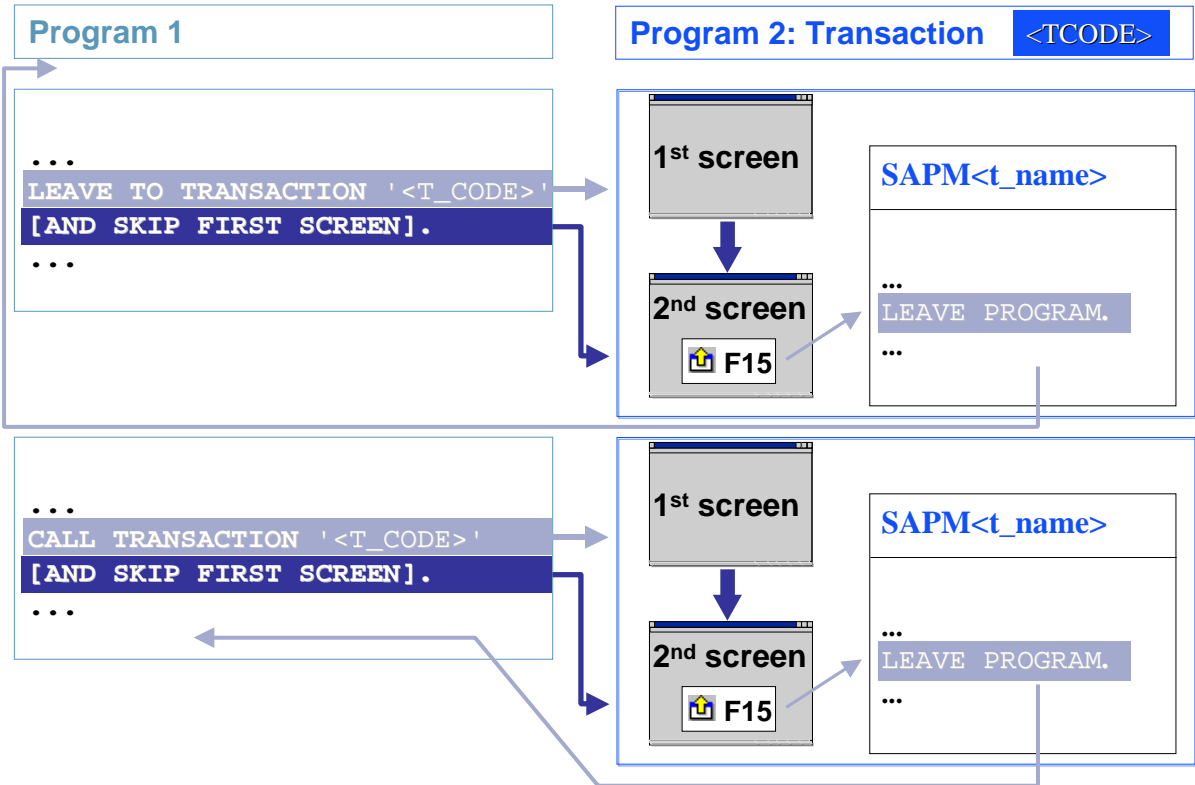 Program 1
Program 2: Transaction <TCODE>
...
LEAVE TO TRANSACTION '<T_CODE>'
[AND SKIP FIRST SCREEN].
...
1st screen
2nd screen
F15
SAPM<t_name>
...
LEAVE PROGRAM.
...
...
CALL TRANSACTION '<T_CODE>'
[AND SKIP FIRST SCREEN].
...
1st screen
2nd screen
F15
SAPM<t_name>
...
LEAVE PROGRAM.
...